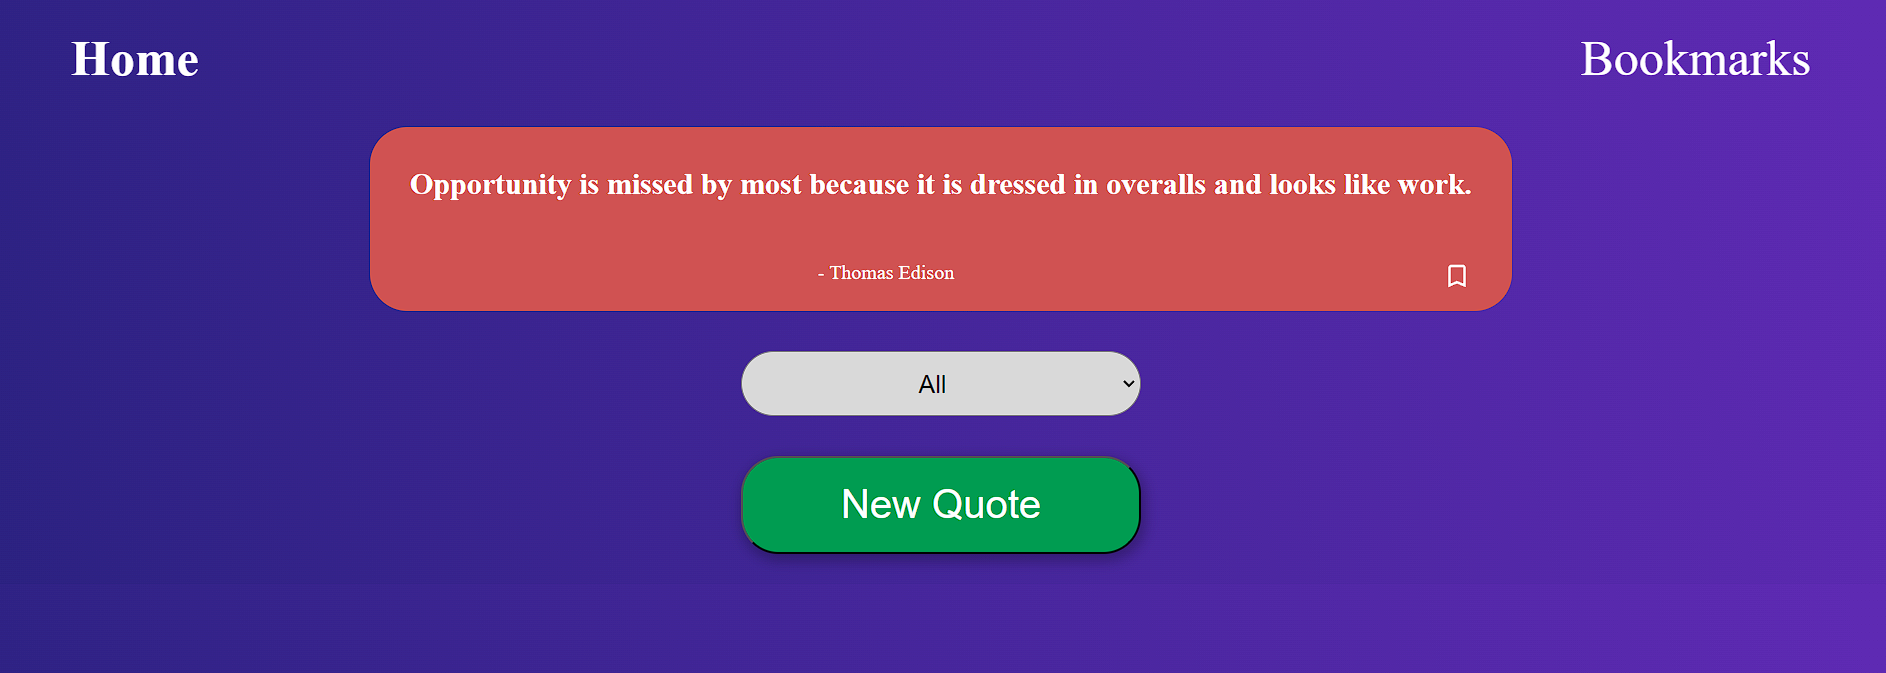 Home
Bookmarks
Opportunity is missed by most because it is dressed in overalls and looks like work.
- Thomas Edison
All
New Quote